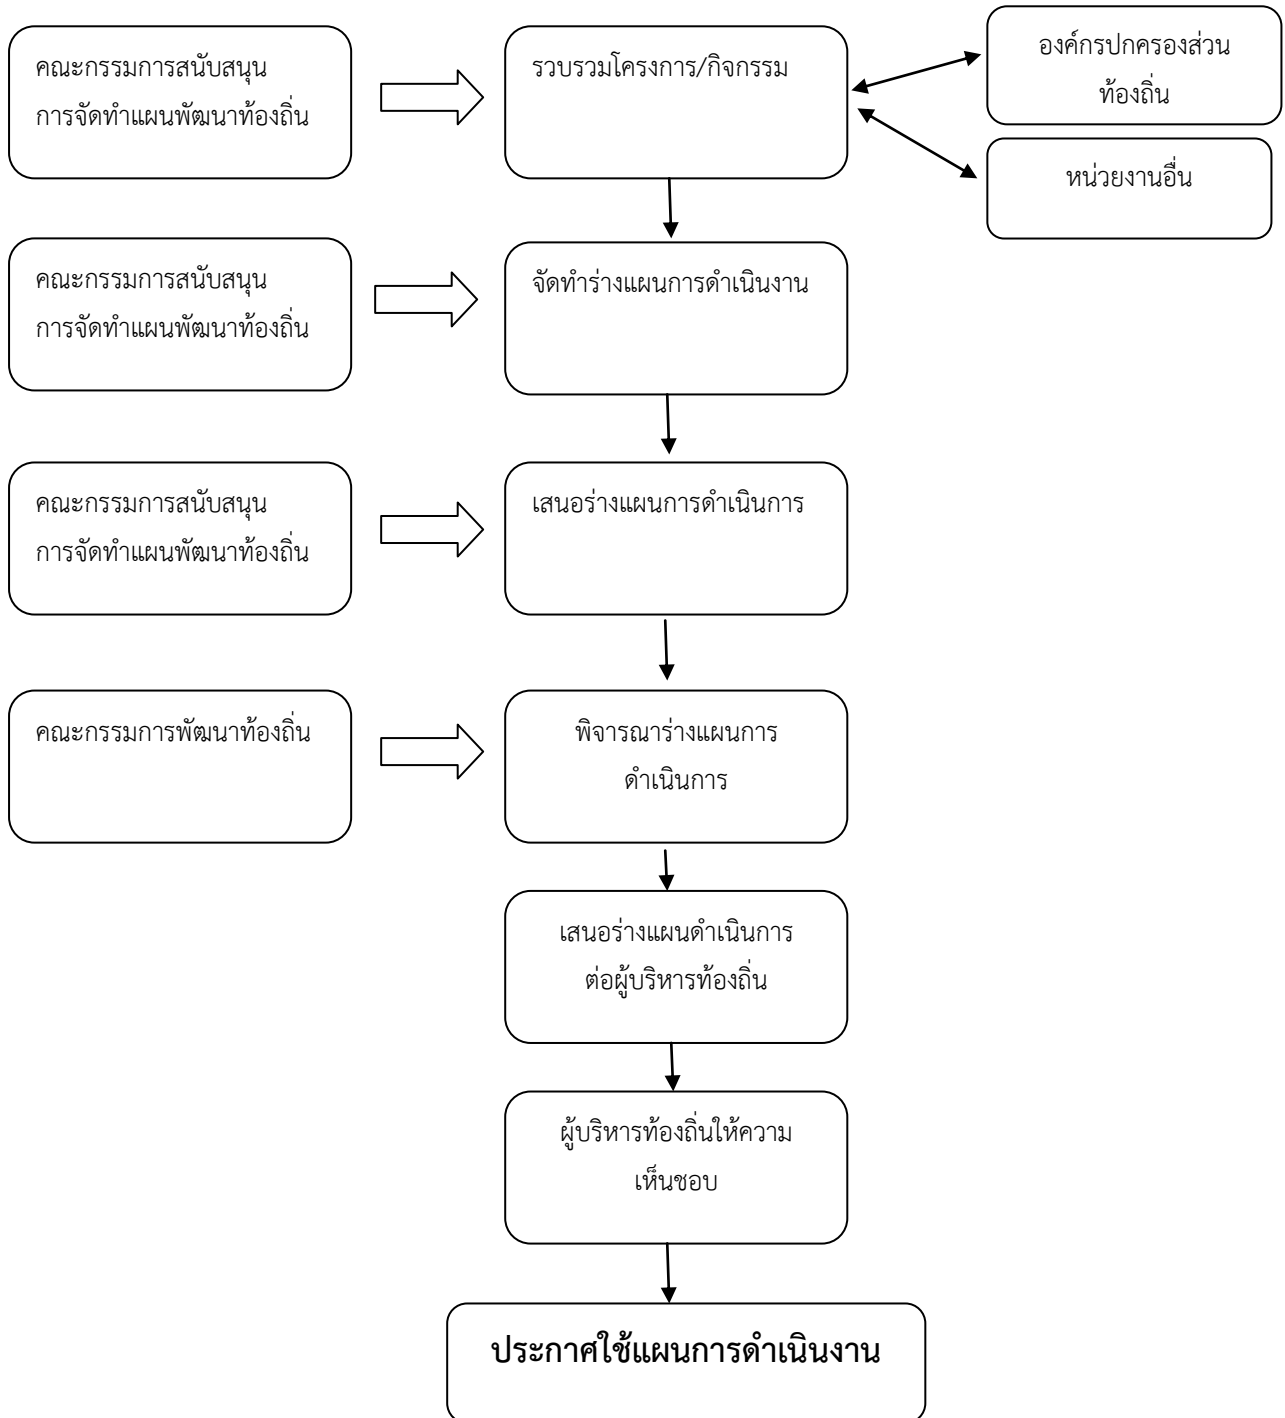 คณะกรรมการสนับสนุน
การจัดทำแผนพัฒนาท้องถิ่น
รวบรวมโครงการ/กิจกรรม
องค์กรปกครองส่วน
ท้องถิ่น
หน่วยงานอื่น
คณะกรรมการสนับสนุน
การจัดทำแผนพัฒนาท้องถิ่น
จัดทำร่างแผนการดำเนินงาน
คณะกรรมการสนับสนุน
การจัดทำแผนพัฒนาท้องถิ่น
เสนอร่างแผนการดำเนินการ
คณะกรรมการพัฒนาท้องถิ่น
พิจารณาร่างแผนการ
ดำเนินการ
เสนอร่างแผนดำเนินการ
ต่อผู้บริหารท้องถิ่น
ผู้บริหารท้องถิ่นให้ความ
เห็นชอบ
ประกาศใช้แผนการดำเนินงาน